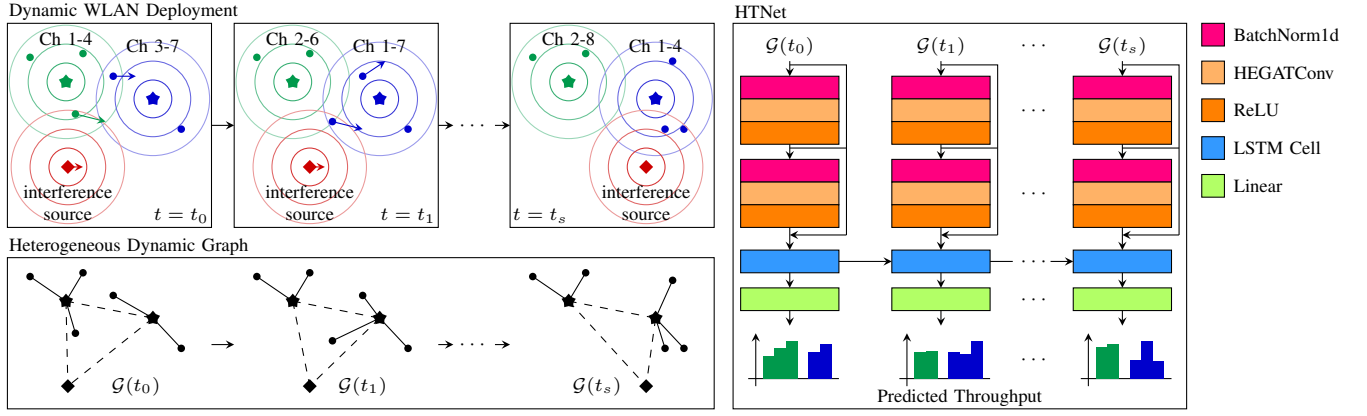 Dynamic WLAN Deployment
Ch 1-4
Ch 3-7
interference
source
t = t₀
Ch 2-6
Ch 1-7
interference
source
t = t₁
· · ·
Ch 2-8
Ch 1-4
interference
source
t = tₛ
Heterogeneous Dynamic Graph
𝒢(t₀)
𝒢(t₁)
· · ·
𝒢(tₛ)
HTNet
𝒢(t₀) 𝒢(t₁) · · · 𝒢(tₛ)
· · ·
· · ·
· · ·
· · ·
· · ·
Predicted Throughput
BatchNorm1d
HEGATConv
ReLU
LSTM Cell
Linear